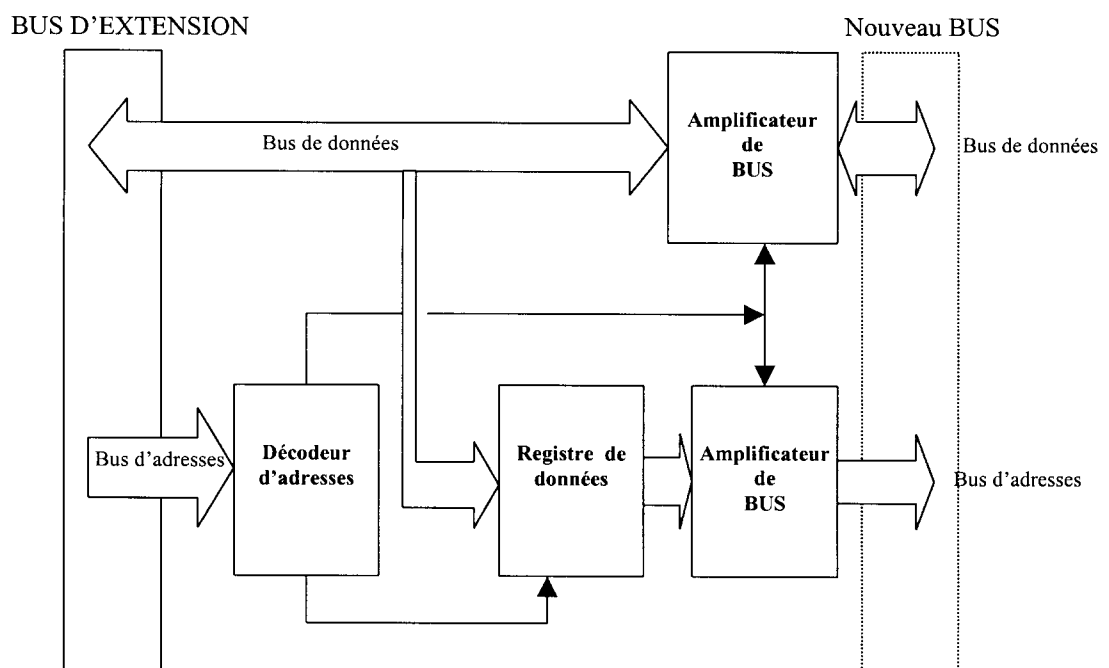 BUS D'EXTENSION
Nouveau BUS
Amplificateur
de
BUS
Bus de données
Bus de données
Bus d'adresses
Décodeur
d'adresses
Registre de
données
Amplificateur
de
BUS
Bus d'adresses